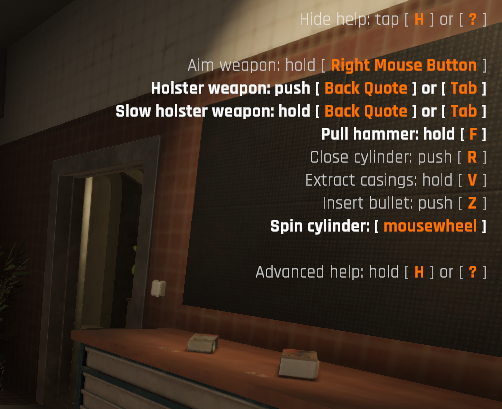 Hide help: tap [ H ] or [ ? ]
Aim weapon: hold [ Right Mouse Button ]
Holster weapon: push [ Back Quote ] or [ Tab ]
Slow holster weapon: hold [ Back Quote ] or [ Tab ]
Pull hammer: hold [ F ]
Close cylinder: push [ R ]
Extract casings: hold [ V ]
Insert bullet: push [ Z ]
Spin cylinder: [ mousewheel ]
Advanced help: hold [ H ] or [ ? ]